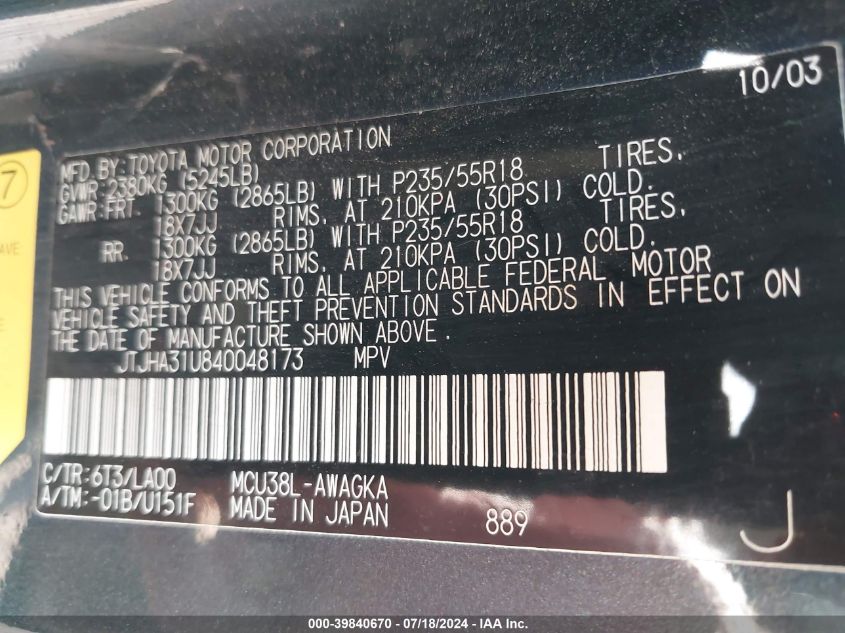 10/03
MFD.BY:TOYOTA MOTOR CORPORATION
GVWR:2380KG (5245LB)
GAWR:FRT. 1300KG (2865LB) WITH P235/55R18 TIRES,
18X7JJ RIMS, AT 210KPA (30PSI) COLD.
RR. 1300KG (2865LB) WITH P235/55R18 TIRES,
18X7JJ RIMS, AT 210KPA (30PSI) COLD.
THIS VEHICLE CONFORMS TO ALL APPLICABLE FEDERAL MOTOR
VEHICLE SAFETY AND THEFT PREVENTION STANDARDS IN EFFECT ON
THE DATE OF MANUFACTURE SHOWN ABOVE.
JTJHA31U840048173 MPV
C/TR:6T3/LA00 MCU38L-AWAGKA
A/TM:-01B/U151F MADE IN JAPAN 889 J
7
AVE
000-39840670 - 07/18/2024 - IAA Inc.